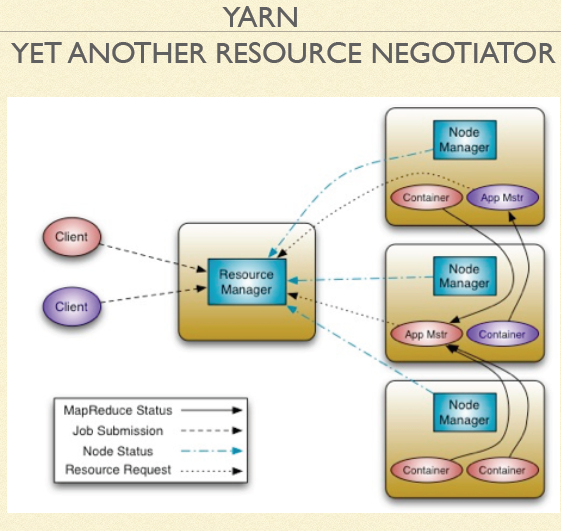 YARN
YET ANOTHER RESOURCE NEGOTIATOR
Node
Manager
Container
App Mstr
Client
Resource
Manager
Client
Node
Manager
App Mstr
Container
Node
Manager
Container
Container
MapReduce Status
Job Submission
Node Status
Resource Request